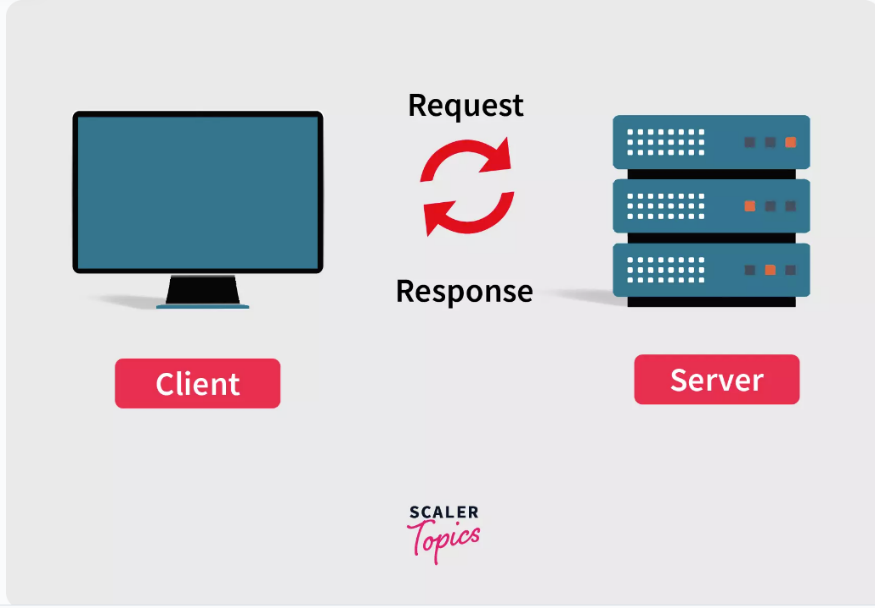 Request
Response
Client
Server
SCALER
Topics